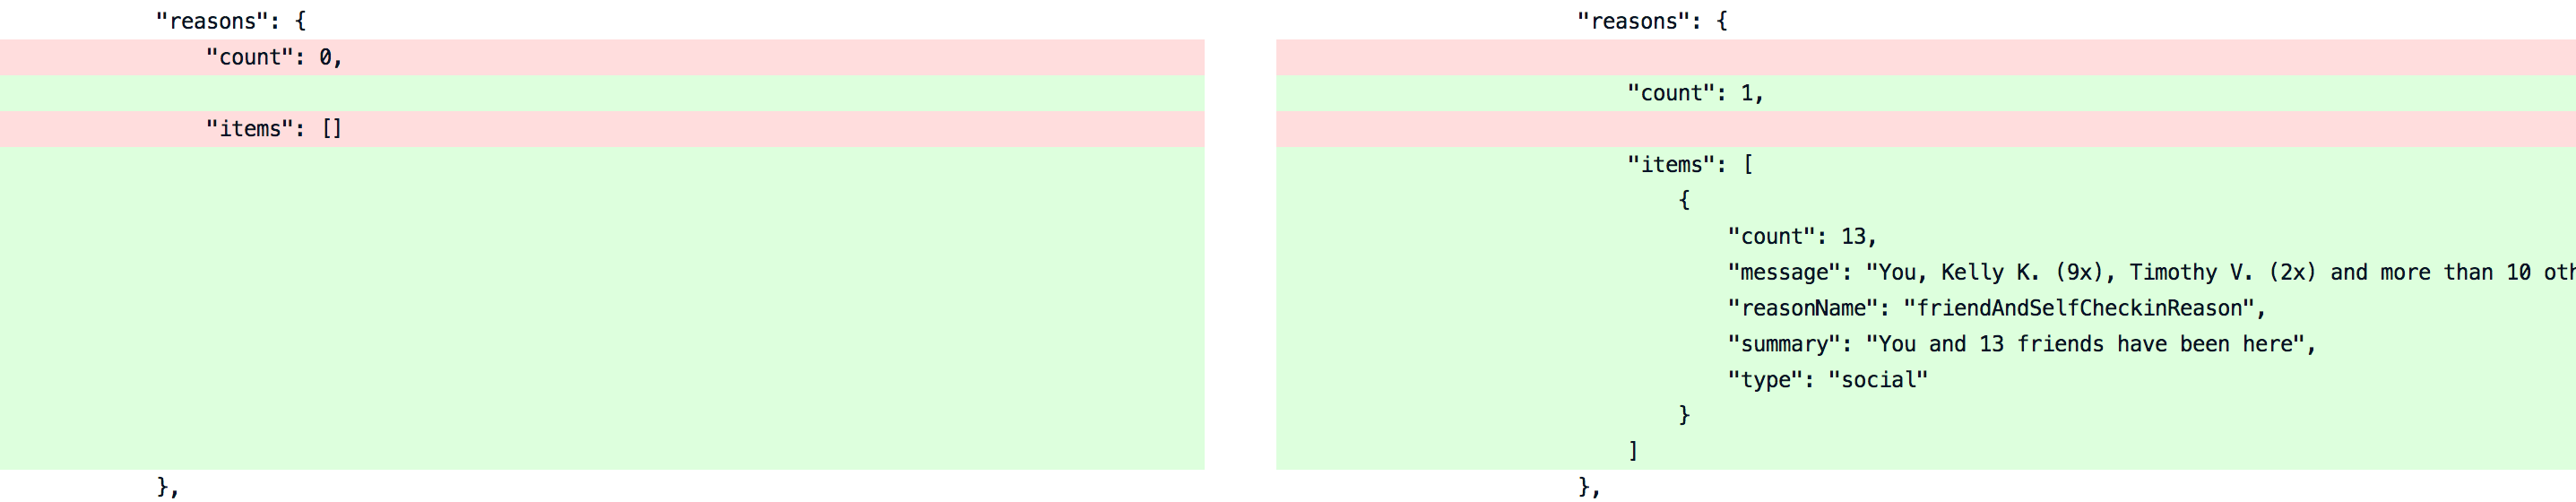 "reasons": {
"count": 0,
"items": []
},
"reasons": {
"count": 1,
"items": [
{
"count": 13,
"message": "You, Kelly K. (9x), Timothy V. (2x) and more than 10
"reasonName": "friendAndSelfCheckinReason",
"summary": "You and 13 friends have been here",
"type": "social"
}
]
},